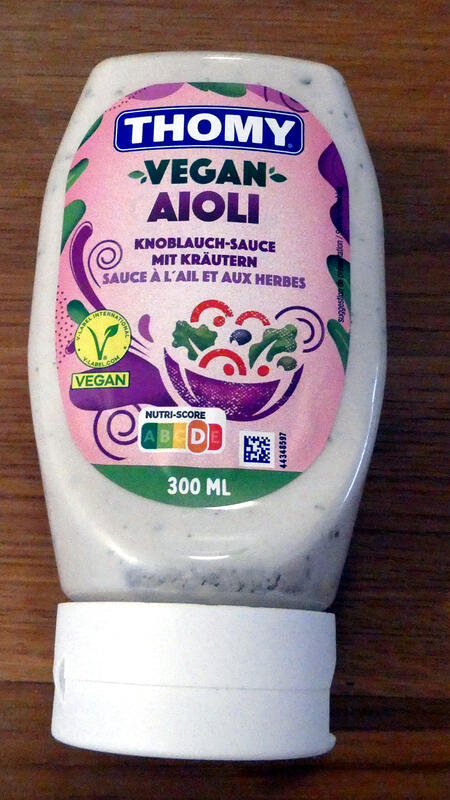 THOMY
VEGAN
AIOLI
KNOBLAUCH-SAUCE
MIT KRÄUTERN
SAUCE À L'AIL ET AUX HERBES
V-LABEL INTERNATIONAL
V-LABEL.COM
VEGAN
NUTRI-SCORE
A B C D E
44348597
300 ML